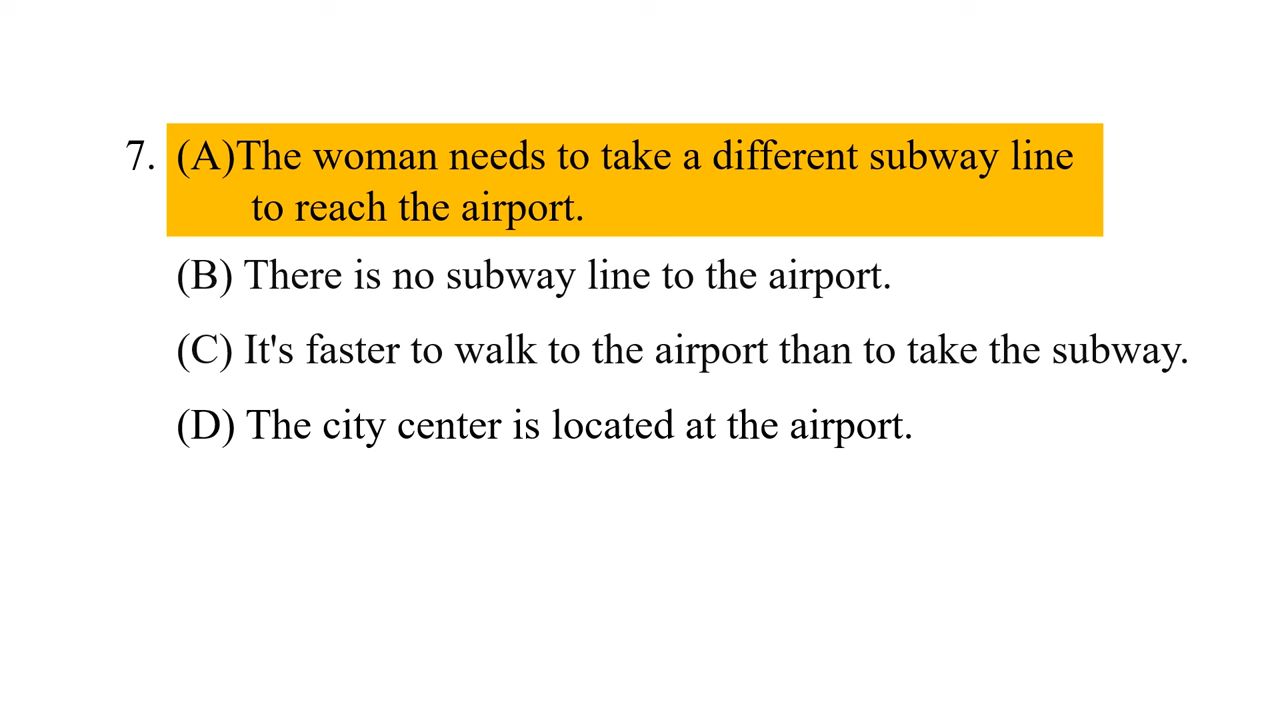 7. (A)The woman needs to take a different subway line
to reach the airport.
(B) There is no subway line to the airport.
(C) It's faster to walk to the airport than to take the subway.
(D) The city center is located at the airport.